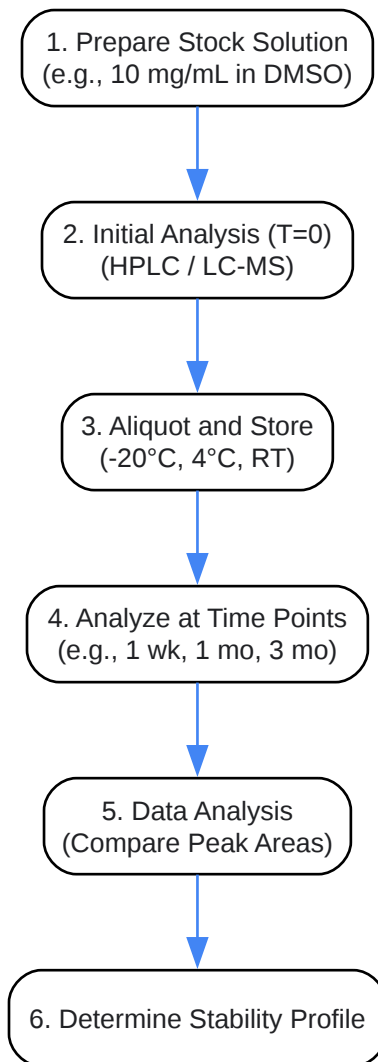 1. Prepare Stock Solution
(e.g., 10 mg/mL in DMSO)
2. Initial Analysis (T=0)
(HPLC / LC-MS)
3. Aliquot and Store
(-20°C, 4°C, RT)
4. Analyze at Time Points
(e.g., 1 wk, 1 mo, 3 mo)
5. Data Analysis
(Compare Peak Areas)
6. Determine Stability Profile